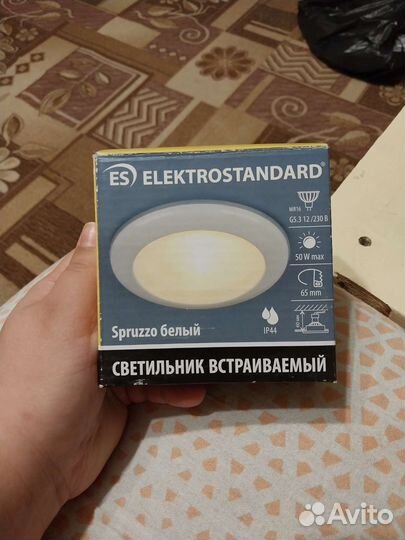 ES ELEKTROSTANDARD®
MR16
G5.3 12 /230 В
50 W max
65 mm
Spruzzo белый
IP44
СВЕТИЛЬНИК ВСТРАИВАЕМЫЙ
Avito